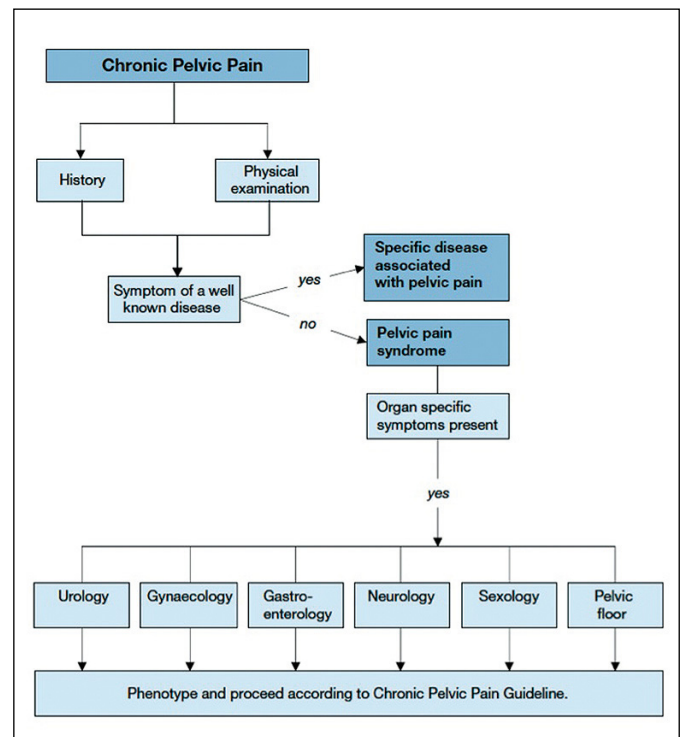 Chronic Pelvic Pain
History
Physical
examination
Symptom of a well
known disease
yes
no
Specific disease
associated
with pelvic pain
Pelvic pain
syndrome
Organ specific
symptoms present
yes
Urology
Gynaecology
Gastro-
enterology
Neurology
Sexology
Pelvic
floor
Phenotype and proceed according to Chronic Pelvic Pain Guideline.